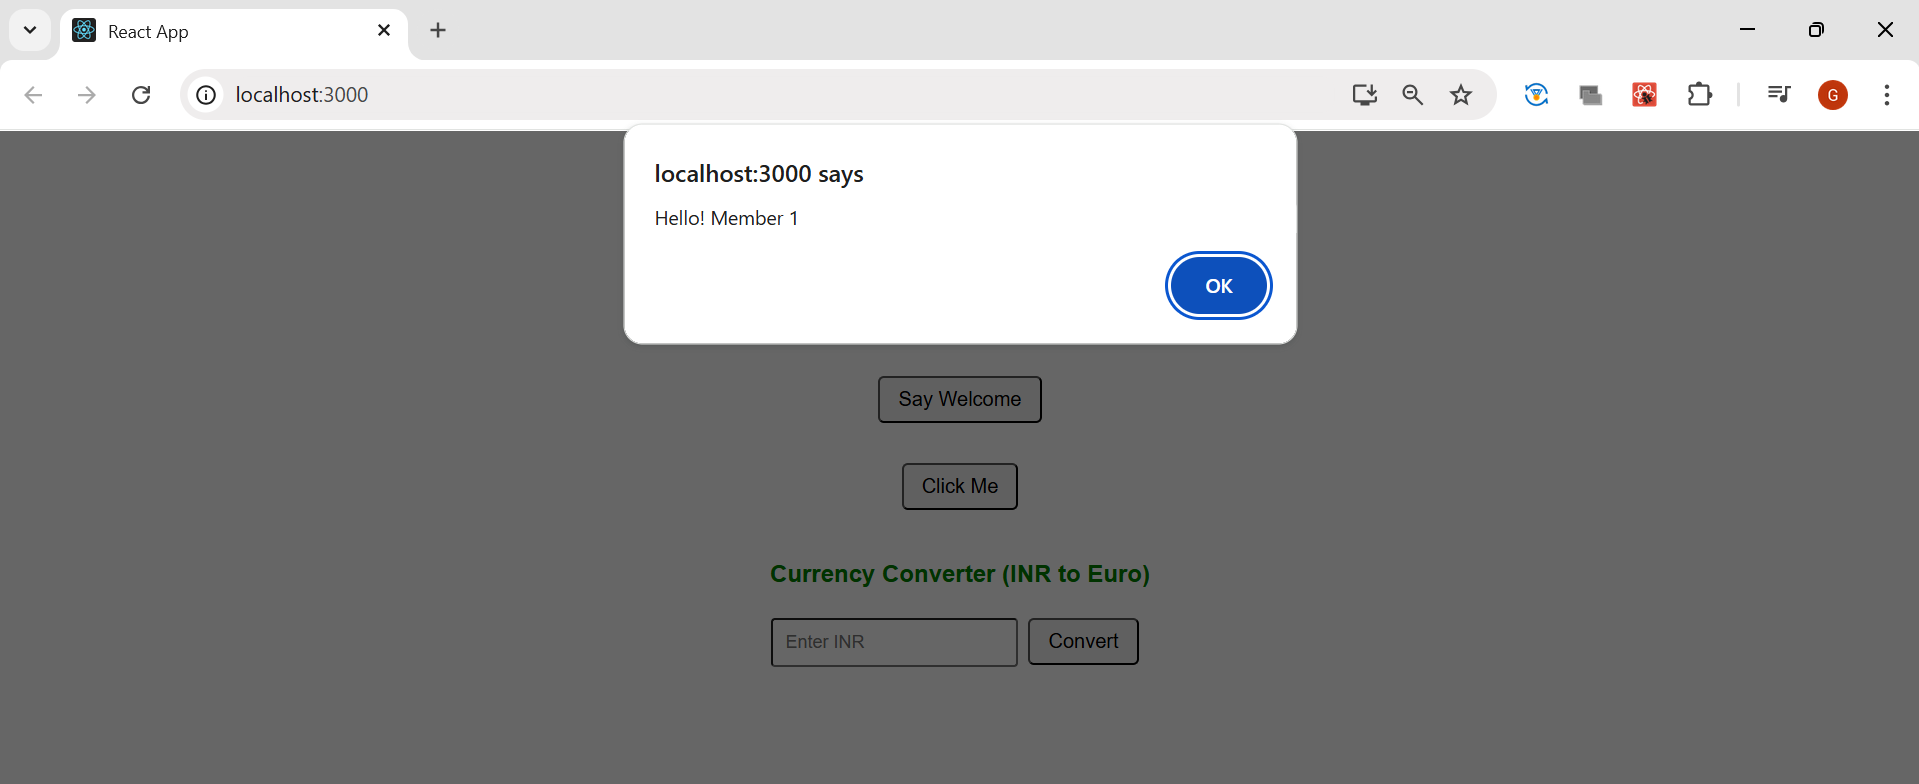 React App
localhost:3000
G
localhost:3000 says
Hello! Member 1
OK
Say Welcome
Click Me
Currency Converter (INR to Euro)
Enter INR
Convert